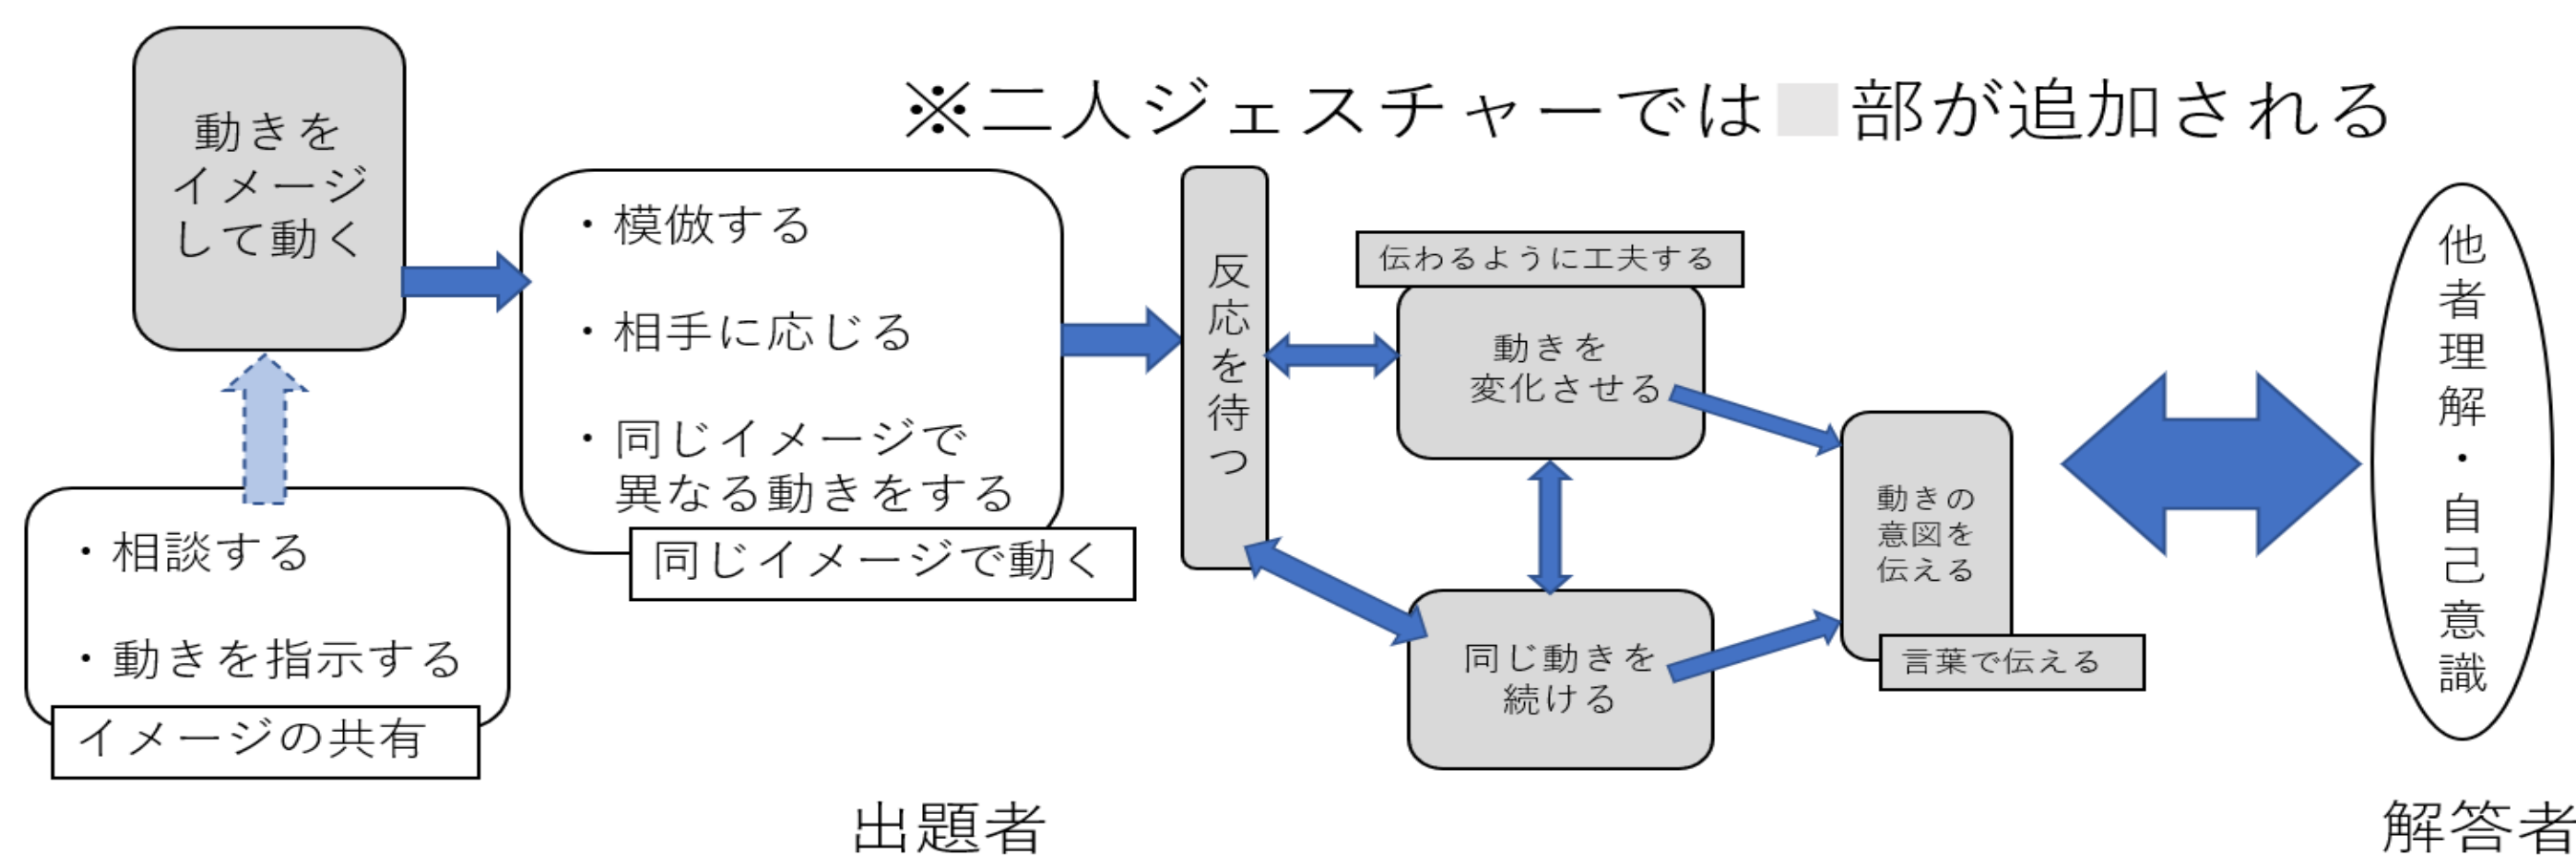 ※二人ジェスチャーでは
部が追加される
動きを
イメージ
して動く
・相談する
・動きを指示する
イメージの共有
・模倣する
・相手に応じる
・同じイメージで
異なる動きをする
同じイメージで動く
反応を待つ
伝わるように工夫する
動きを
変化させる
同じ動きを
続ける
動きの
意図を
伝える
言葉で伝える
他者理解・自己意識
出題者
解答者